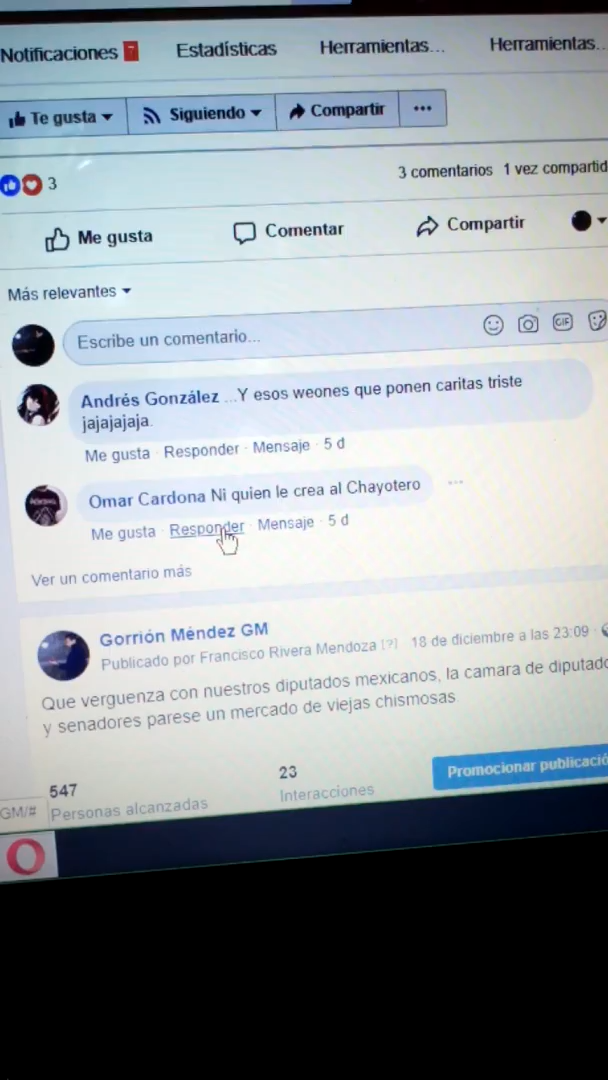 Notificaciones 7 Estadísticas Herramientas... Herramientas...
Te gusta Siguiendo Compartir ...
3 3 comentarios 1 vez compartid
Me gusta Comentar Compartir
Más relevantes
Escribe un comentario... GIF
Andrés González ...Y esos weones que ponen caritas triste
jajajajaja.
Me gusta · Responder · Mensaje · 5 d
Omar Cardona Ni quien le crea al Chayotero ...
Me gusta · Responder · Mensaje · 5 d
Ver un comentario más
Gorrión Méndez GM
Publicado por Francisco Rivera Mendoza [?] 18 de diciembre a las 23:09 ·
Que verguenza con nuestros diputados mexicanos, la camara de diputado
y senadores parese un mercado de viejas chismosas
547 23 Promocionar publicació
Personas alcanzadas Interacciones
GM/#